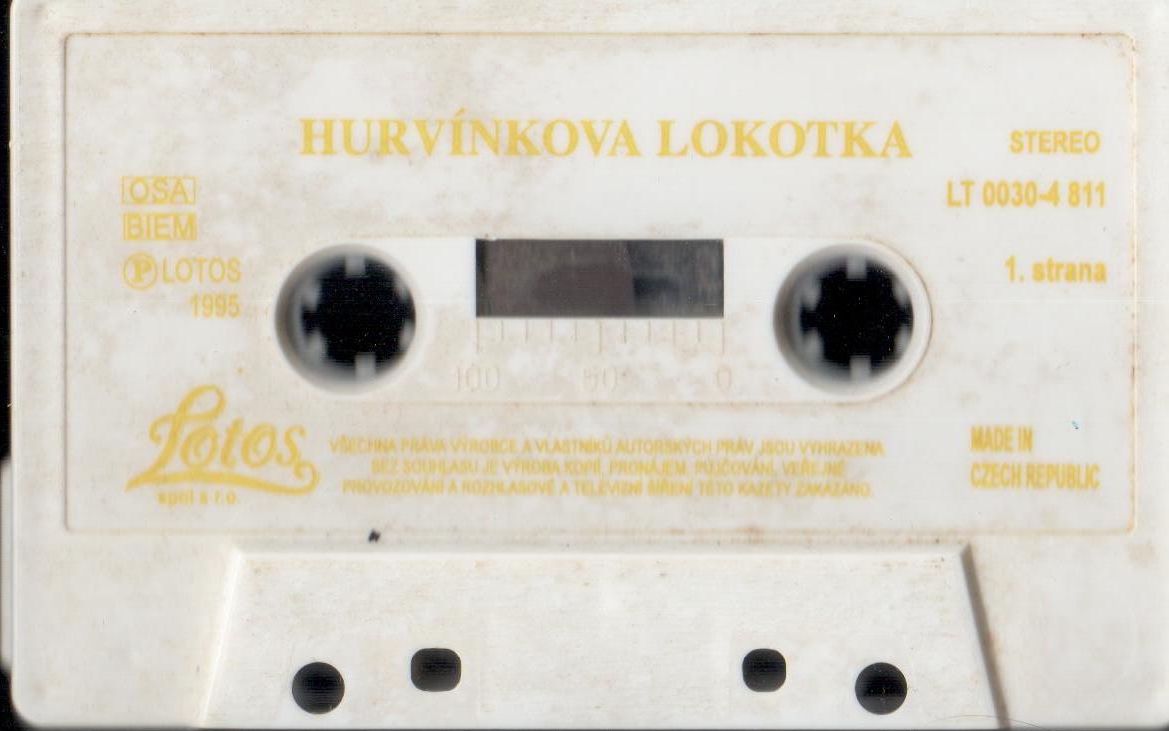 HURVÍNKOVA LOKOTKA
STEREO
LT 0030-4 811
1. strana
OSA
BIEM
Ⓟ LOTOS
1995
100 50 0
Lotos
spol s r.o.
VŠECHNA PRÁVA VÝROBCE A VLASTNÍKŮ AUTORSKÝCH PRÁV JSOU VYHRAZENA
BEZ SOUHLASU JE VÝROBA KOPIÍ, PRONÁJEM, PŮJČOVÁNÍ, VEŘEJNÉ
PROVOZOVÁNÍ A ROZHLASOVÉ A TELEVIZNÍ ŠÍŘENÍ TÉTO KAZETY ZAKÁZÁNO.
MADE IN
CZECH REPUBLIC